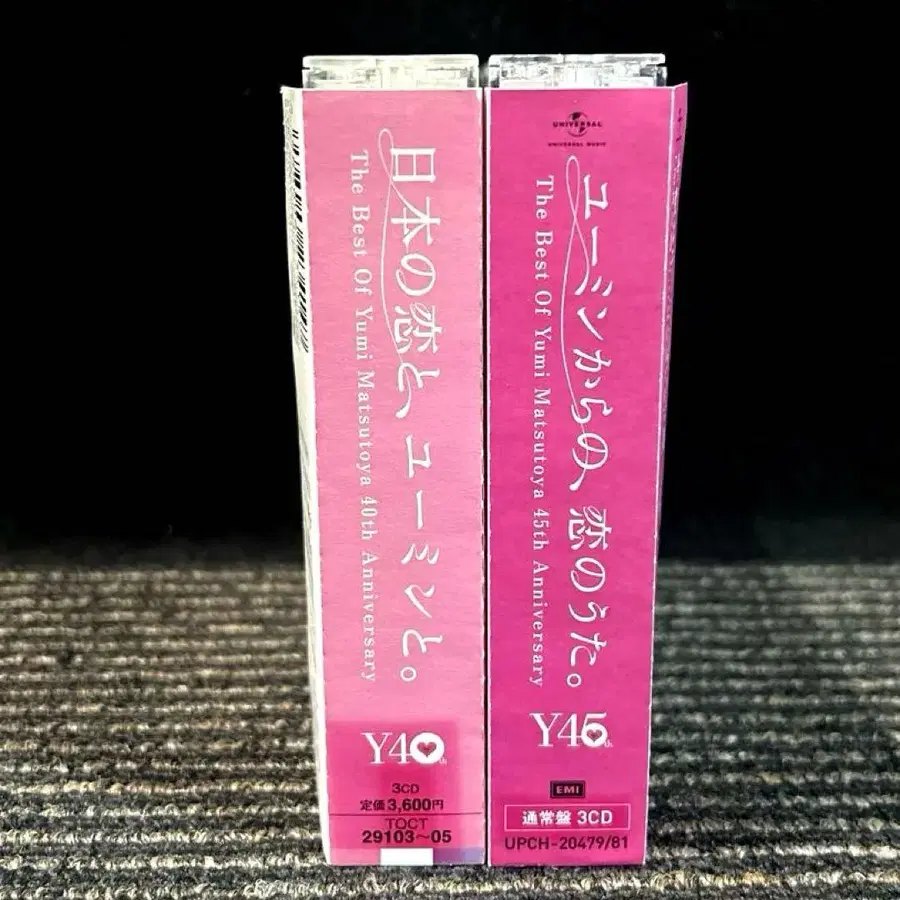 日本の恋と、ユーミンと。
The Best Of Yumi Matsutoya 40th Anniversary
Y40th
3CD
定価3,600円
TOCT
29103〜05
UNIVERSAL
UNIVERSAL MUSIC
ユーミンからの、恋のうた。
The Best Of Yumi Matsutoya 45th Anniversary
Y45th
EMI
通常盤 3CD
UPCH-20479/81